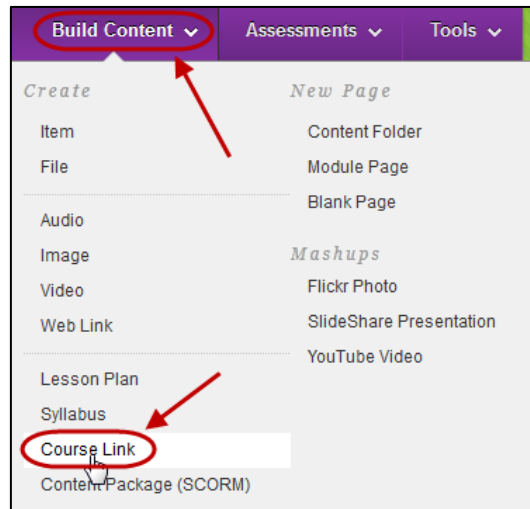 Build Content
Assessments
Tools
Create
Item
File
Audio
Image
Video
Web Link
Lesson Plan
Syllabus
Course Link
Content Package (SCORM)
New Page
Content Folder
Module Page
Blank Page
Mashups
Flickr Photo
SlideShare Presentation
YouTube Video